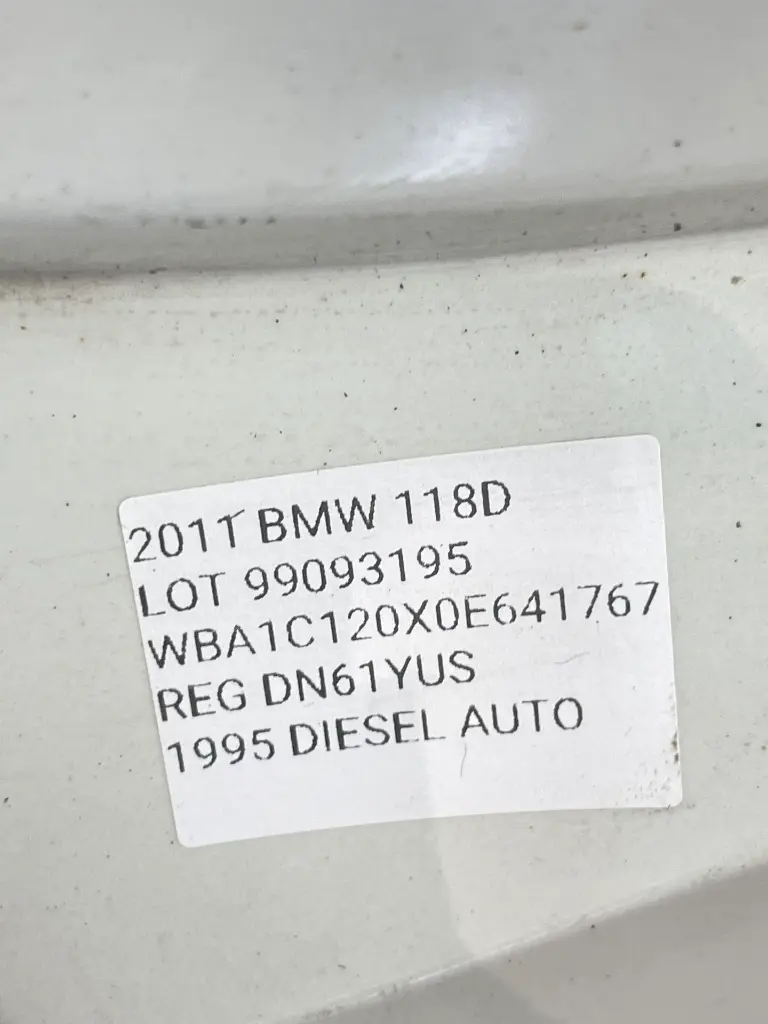 2011 BMW 118D
LOT 99093195
WBA1C120X0E641767
REG DN61YUS
1995 DIESEL AUTO